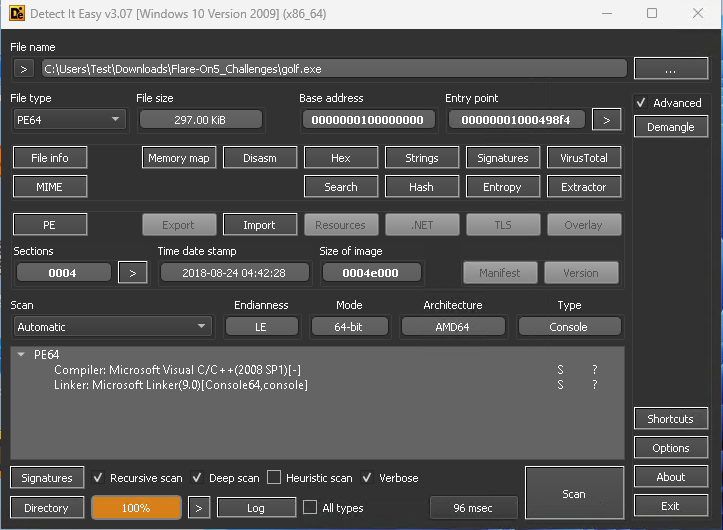 Detect It Easy v3.07 [Windows 10 Version 2009] (x86_64)
File name
> C:\Users\Test\Downloads\Flare-On5_Challenges\golf.exe ...
File type File size Base address Entry point Advanced
PE64 297.00 KiB 0000000100000000 00000001000498f4 > Demangle
File info Memory map Disasm Hex Strings Signatures VirusTotal
MIME Search Hash Entropy Extractor
PE Export Import Resources .NET TLS Overlay
Sections Time date stamp Size of image
0004 > 2018-08-24 04:42:28 0004e000 Manifest Version
Scan Endianness Mode Architecture Type
Automatic LE 64-bit AMD64 Console
PE64
Compiler: Microsoft Visual C/C++(2008 SP1)[-] S ?
Linker: Microsoft Linker(9.0)[Console64,console] S ?
Shortcuts
Options
Signatures Recursive scan Deep scan Heuristic scan Verbose Scan About
Directory 100% > Log All types 96 msec Exit